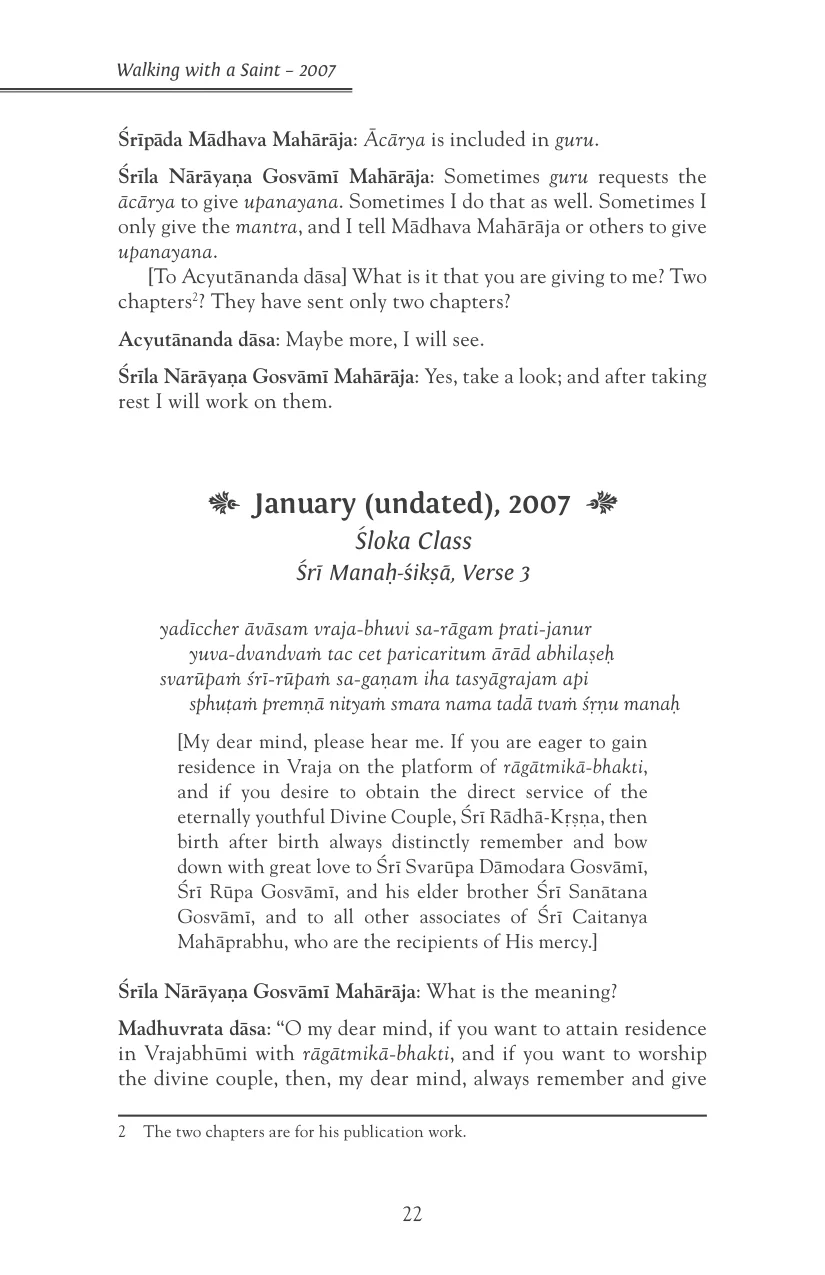 Walking with a Saint – 2007
Śrīpāda Mādhava Mahārāja: Ācārya is included in guru.
Śrīla Nārāyaṇa Gosvāmī Mahārāja: Sometimes guru requests the
ācārya to give upanayana. Sometimes I do that as well. Sometimes I
only give the mantra, and I tell Mādhava Mahārāja or others to give
upanayana.
[To Acyutānanda dāsa] What is it that you are giving to me? Two
chapters2? They have sent only two chapters?
Acyutānanda dāsa: Maybe more, I will see.
Śrīla Nārāyaṇa Gosvāmī Mahārāja: Yes, take a look; and after taking
rest I will work on them.
January (undated), 2007
Śloka Class
Śrī Manaḥ-śikṣā, Verse 3
yadīccher āvāsam vraja-bhuvi sa-rāgam prati-janur
yuva-dvandvaṁ tac cet paricaritum ārād abhilaṣeḥ
svarūpaṁ śrī-rūpaṁ sa-gaṇam iha tasyāgrajam api
sphuṭaṁ premṇā nityaṁ smara nama tadā tvaṁ śṛṇu manaḥ
[My dear mind, please hear me. If you are eager to gain
residence in Vraja on the platform of rāgātmikā-bhakti,
and if you desire to obtain the direct service of the
eternally youthful Divine Couple, Śrī Rādhā-Kṛṣṇa, then
birth after birth always distinctly remember and bow
down with great love to Śrī Svarūpa Dāmodara Gosvāmī,
Śrī Rūpa Gosvāmī, and his elder brother Śrī Sanātana
Gosvāmī, and to all other associates of Śrī Caitanya
Mahāprabhu, who are the recipients of His mercy.]
Śrīla Nārāyaṇa Gosvāmī Mahārāja: What is the meaning?
Madhuvrata dāsa: “O my dear mind, if you want to attain residence
in Vrajabhūmi with rāgātmikā-bhakti, and if you want to worship
the divine couple, then, my dear mind, always remember and give
2 The two chapters are for his publication work.
22